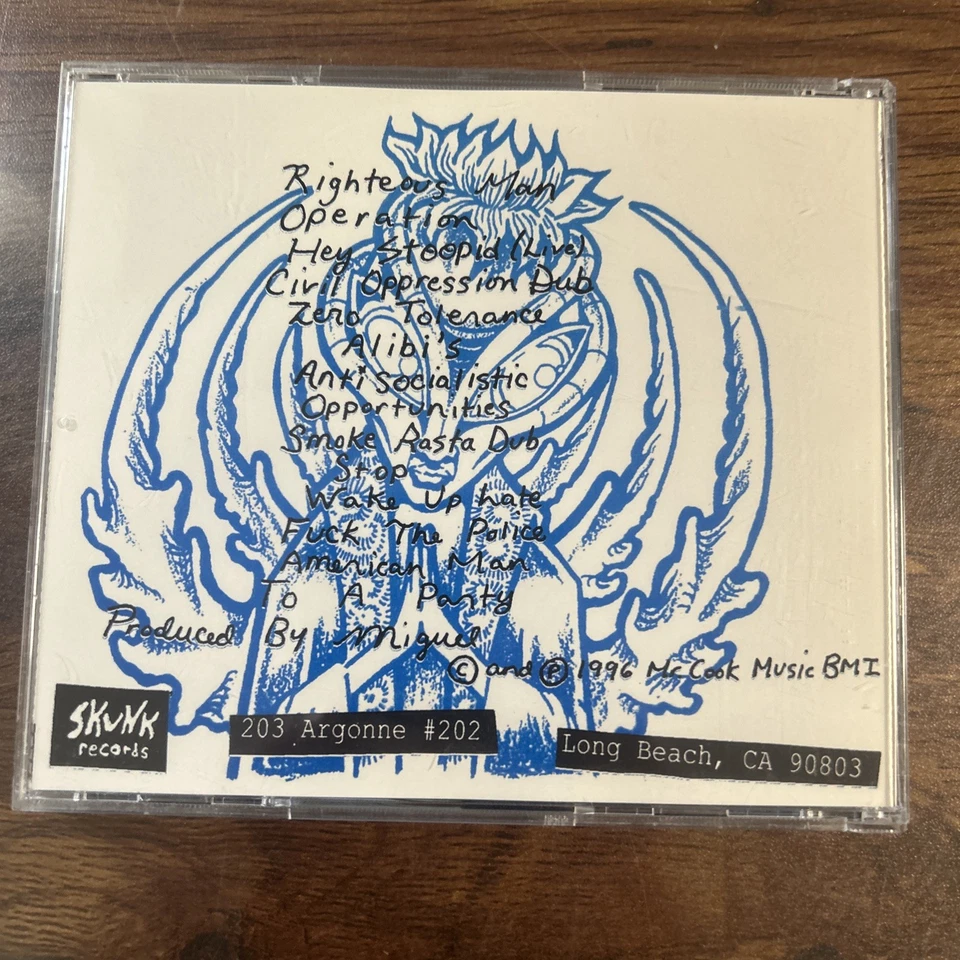 Righteous Man
Operation
Hey Stoopid (Live)
Civil Oppression Dub
Zero Tolerance
Alibi's
Anti Socialistic
Opportunities
Smoke Rasta Dub
Stop
Wake Up Late
Fuck The Police
American Man
To A Party
Produced By Miguel
© and ℗ 1996 McCook Music BMI
SKUNK
records
203 Argonne #202
Long Beach, CA 90803